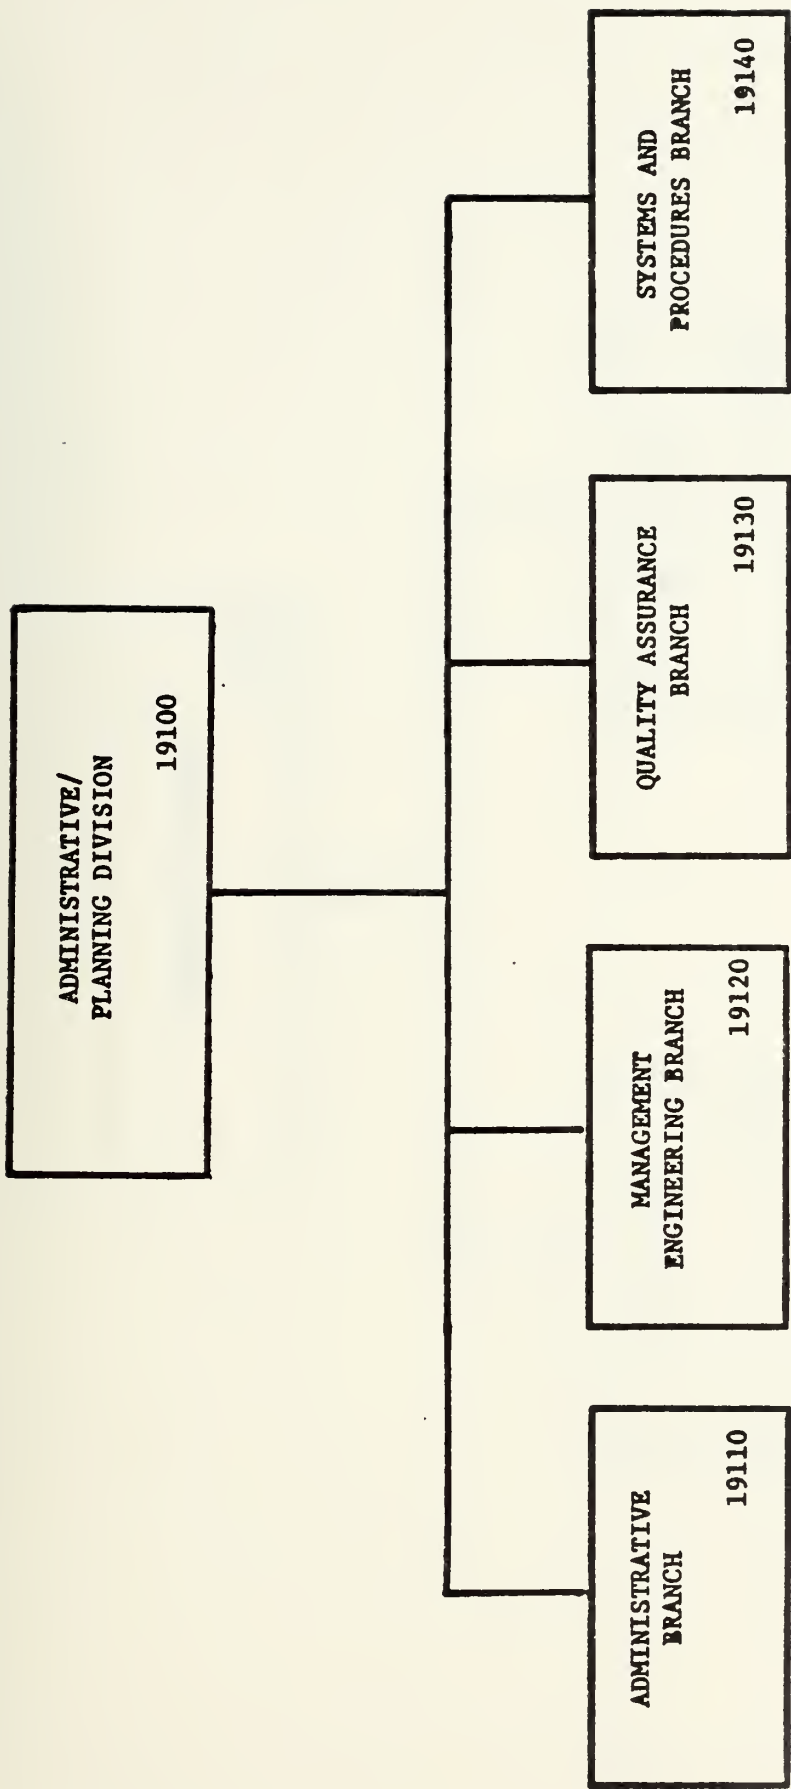 ADMINISTRATIVE/
PLANNING DIVISION
19100
ADMINISTRATIVE
BRANCH
19110
MANAGEMENT
ENGINEERING BRANCH
19120
QUALITY ASSURANCE
BRANCH
19130
SYSTEMS AND
PROCEDURES BRANCH
19140